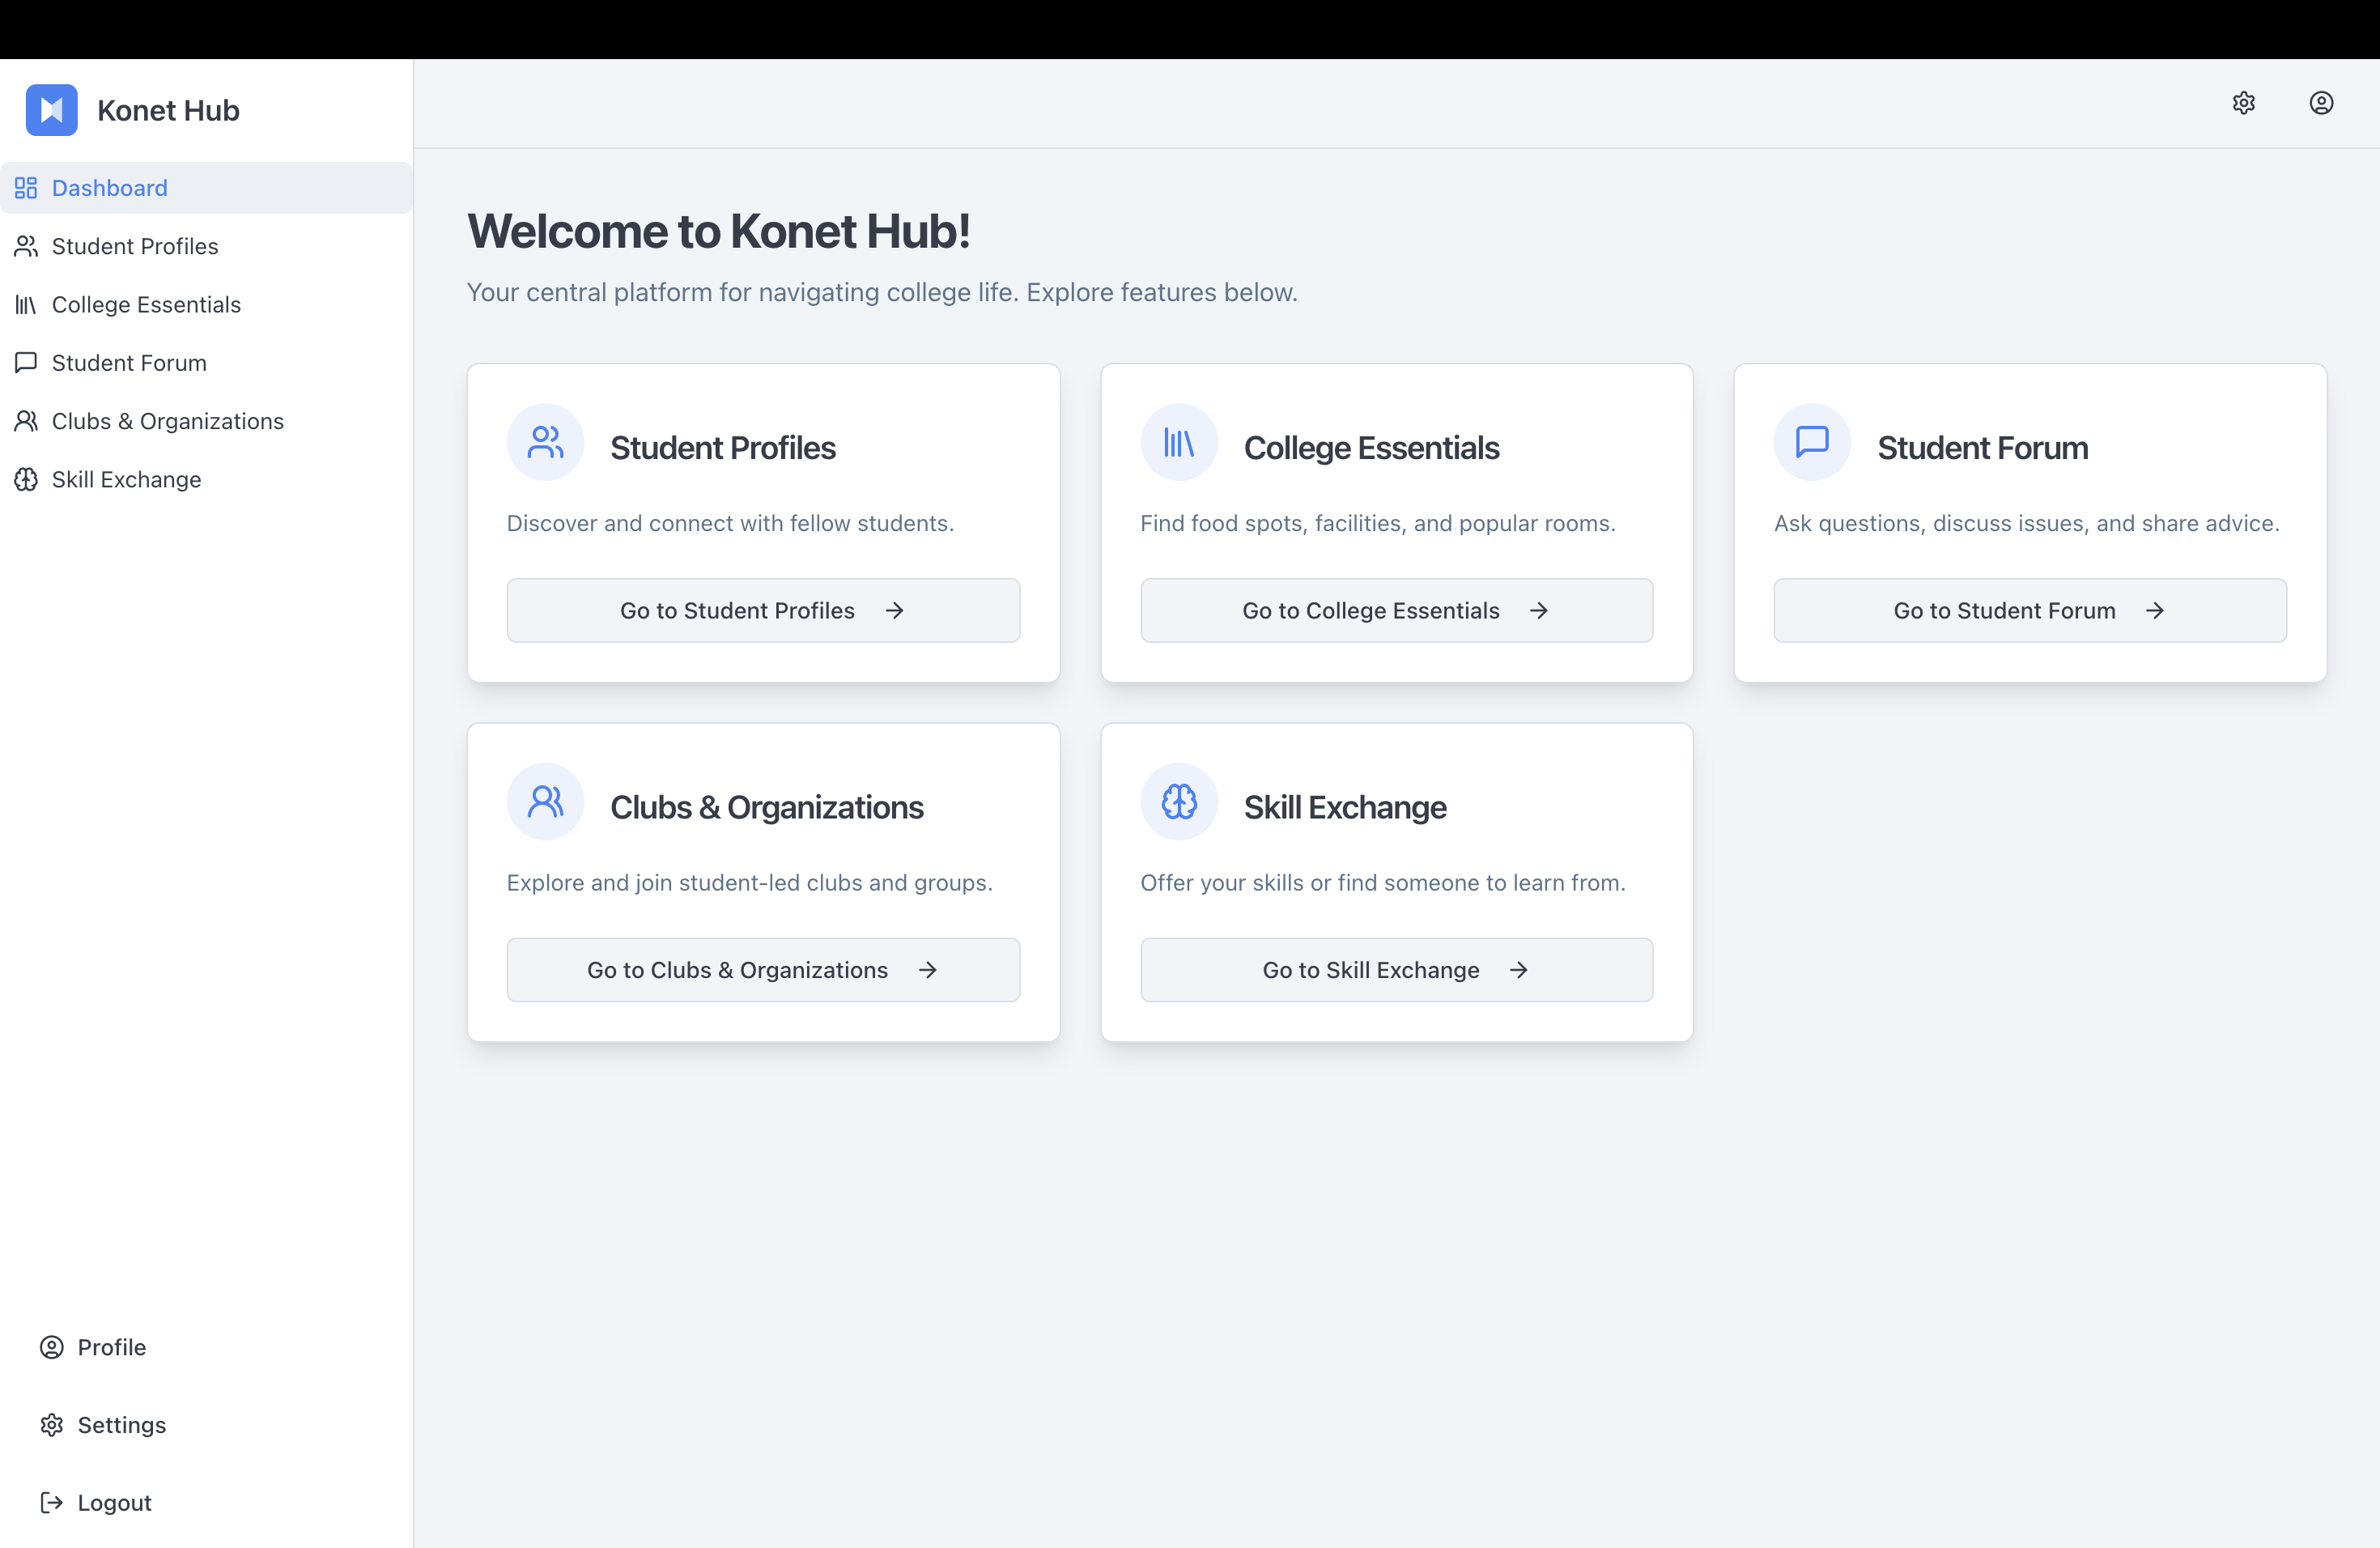 Konet Hub
Dashboard
Student Profiles
College Essentials
Student Forum
Clubs & Organizations
Skill Exchange
Profile
Settings
Logout
Welcome to Konet Hub!
Your central platform for navigating college life. Explore features below.
Student Profiles
Discover and connect with fellow students.
Go to Student Profiles
College Essentials
Find food spots, facilities, and popular rooms.
Go to College Essentials
Student Forum
Ask questions, discuss issues, and share advice.
Go to Student Forum
Clubs & Organizations
Explore and join student-led clubs and groups.
Go to Clubs & Organizations
Skill Exchange
Offer your skills or find someone to learn from.
Go to Skill Exchange